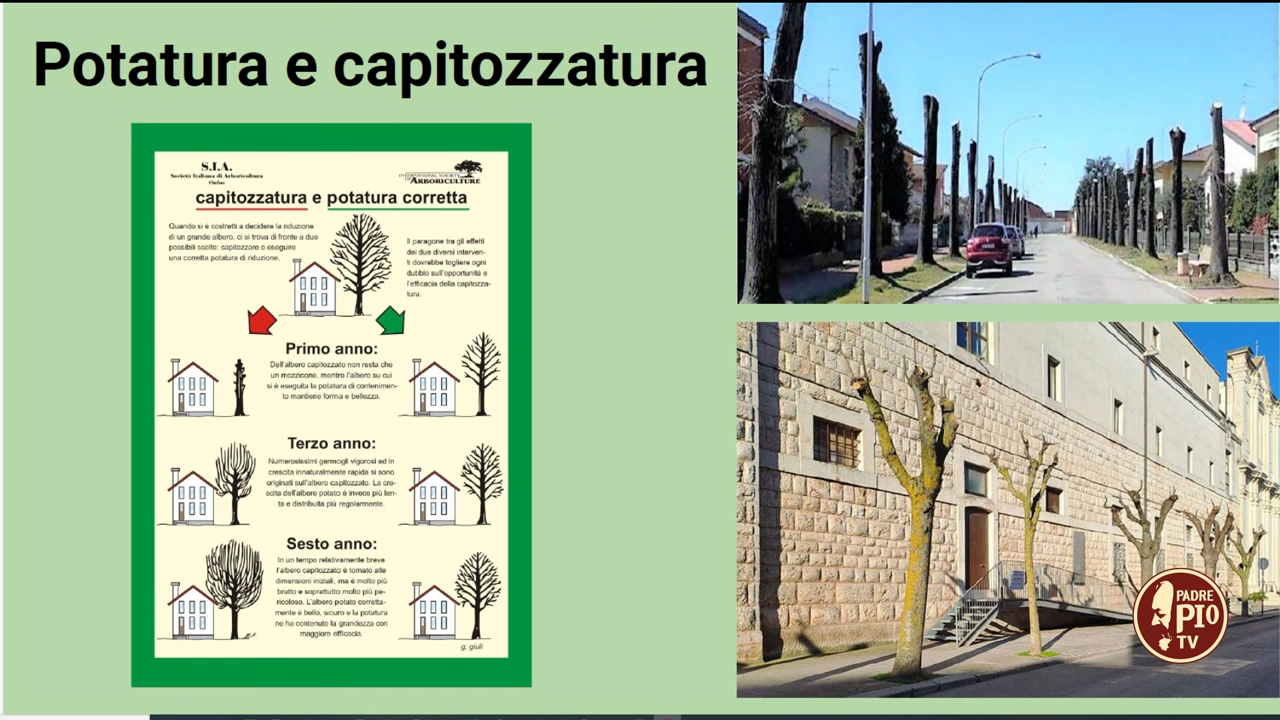 Potatura e capitozzatura
S.I.A.
Società Italiana di Arboricoltura
Onlus
INTERNATIONAL SOCIETY
ARBORICULTURE
capitozzatura e potatura corretta
Quando si è costretti a decidere la riduzione
di un grande albero, ci si trova di fronte a due
possibili scelte: capitozzare o eseguire
una corretta potatura di riduzione.
Il paragone tra gli effetti
dei due diversi interven-
ti dovrebbe togliere ogni
dubbio sull'opportunità e
l'efficacia della capitozza-
tura.
Primo anno:
Dell'albero capitozzato non resta che
un mozzicone, mentre l'albero su cui
si è eseguita la potatura di contenimen-
to mantiene forma e bellezza.
Terzo anno:
Numerosissimi germogli vigorosi ed in
crescita innaturalmente rapida si sono
originati sull'albero capitozzato. La cre-
scita dell'albero potato è invece più len-
ta e distribuita più regolarmente.
Sesto anno:
In un tempo relativamente breve
l'albero capitozzato è tornato alle
dimensioni iniziali, ma è molto più
brutto e soprattutto molto più pe-
ricoloso. L'albero potato corretta-
mente è bello, sicuro e la potatura
ne ha contenuto la grandezza con
maggiore efficacia.
g. giuli
PADRE
PIO
TV